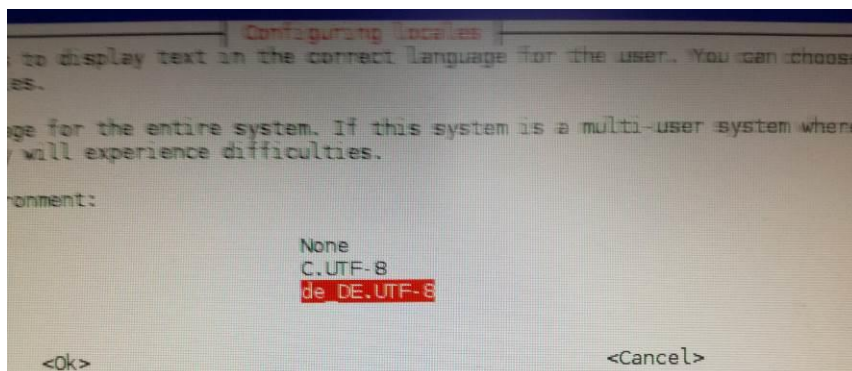 Configuring locales
to display text in the correct language for the user. You can choose
es.
ge for the entire system. If this system is a multi-user system where
will experience difficulties.
onment:
None
C.UTF-8
de_DE.UTF-8
<Ok> <Cancel>